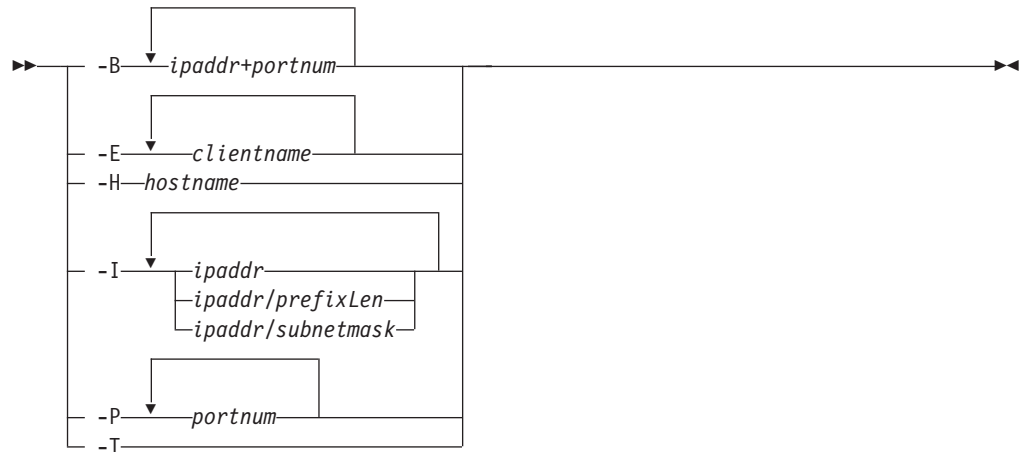 -B ipaddr+portnum
-E clientname
-H hostname
-I ipaddr
ipaddr/prefixLen
ipaddr/subnetmask
-P portnum
-T